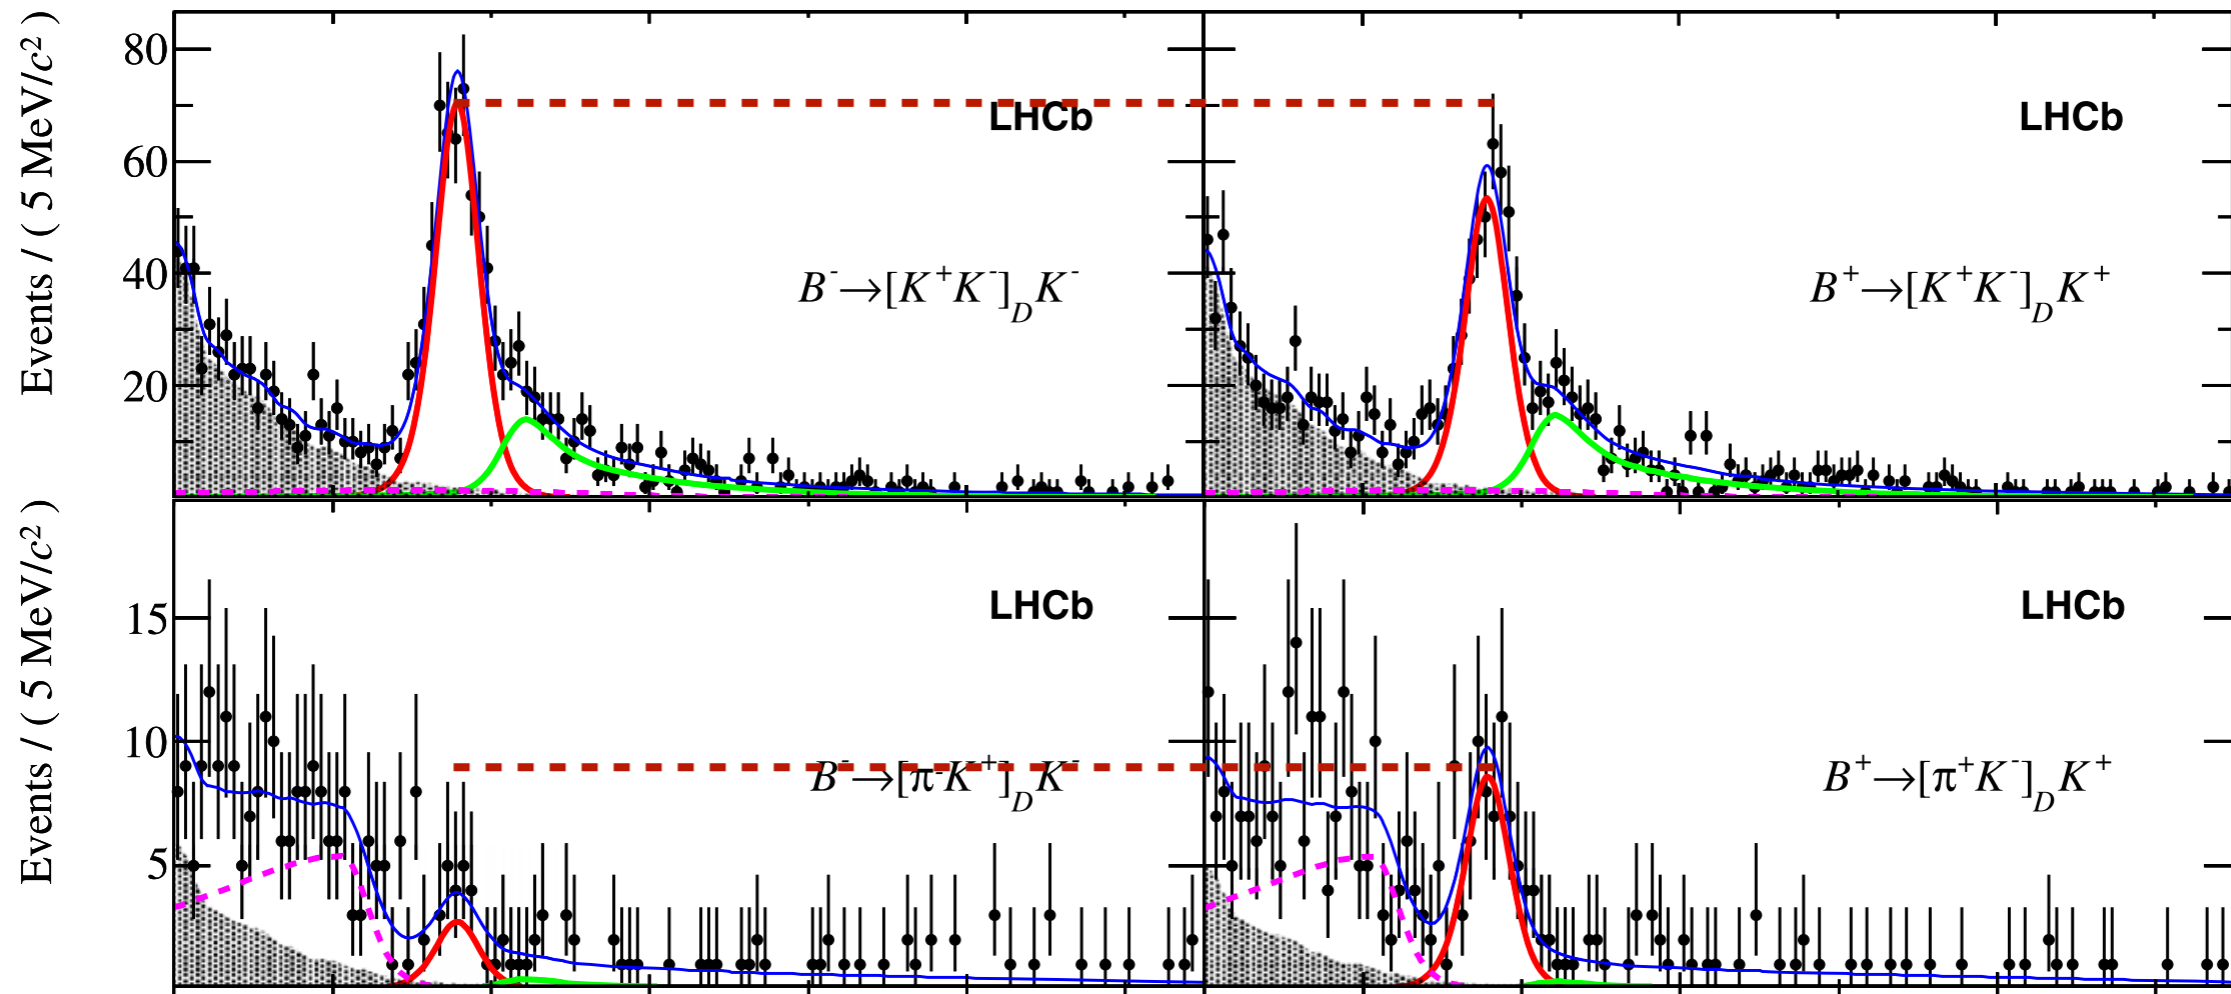 Events / ( 5 MeV/c² )
80
60
40
20
LHCb
B⁻→[K⁺K⁻]_D K⁻
LHCb
B⁺→[K⁺K⁻]_D K⁺
Events / ( 5 MeV/c² )
15
10
5
LHCb
B⁻→[π⁻K⁺]_D K⁻
LHCb
B⁺→[π⁺K⁻]_D K⁺